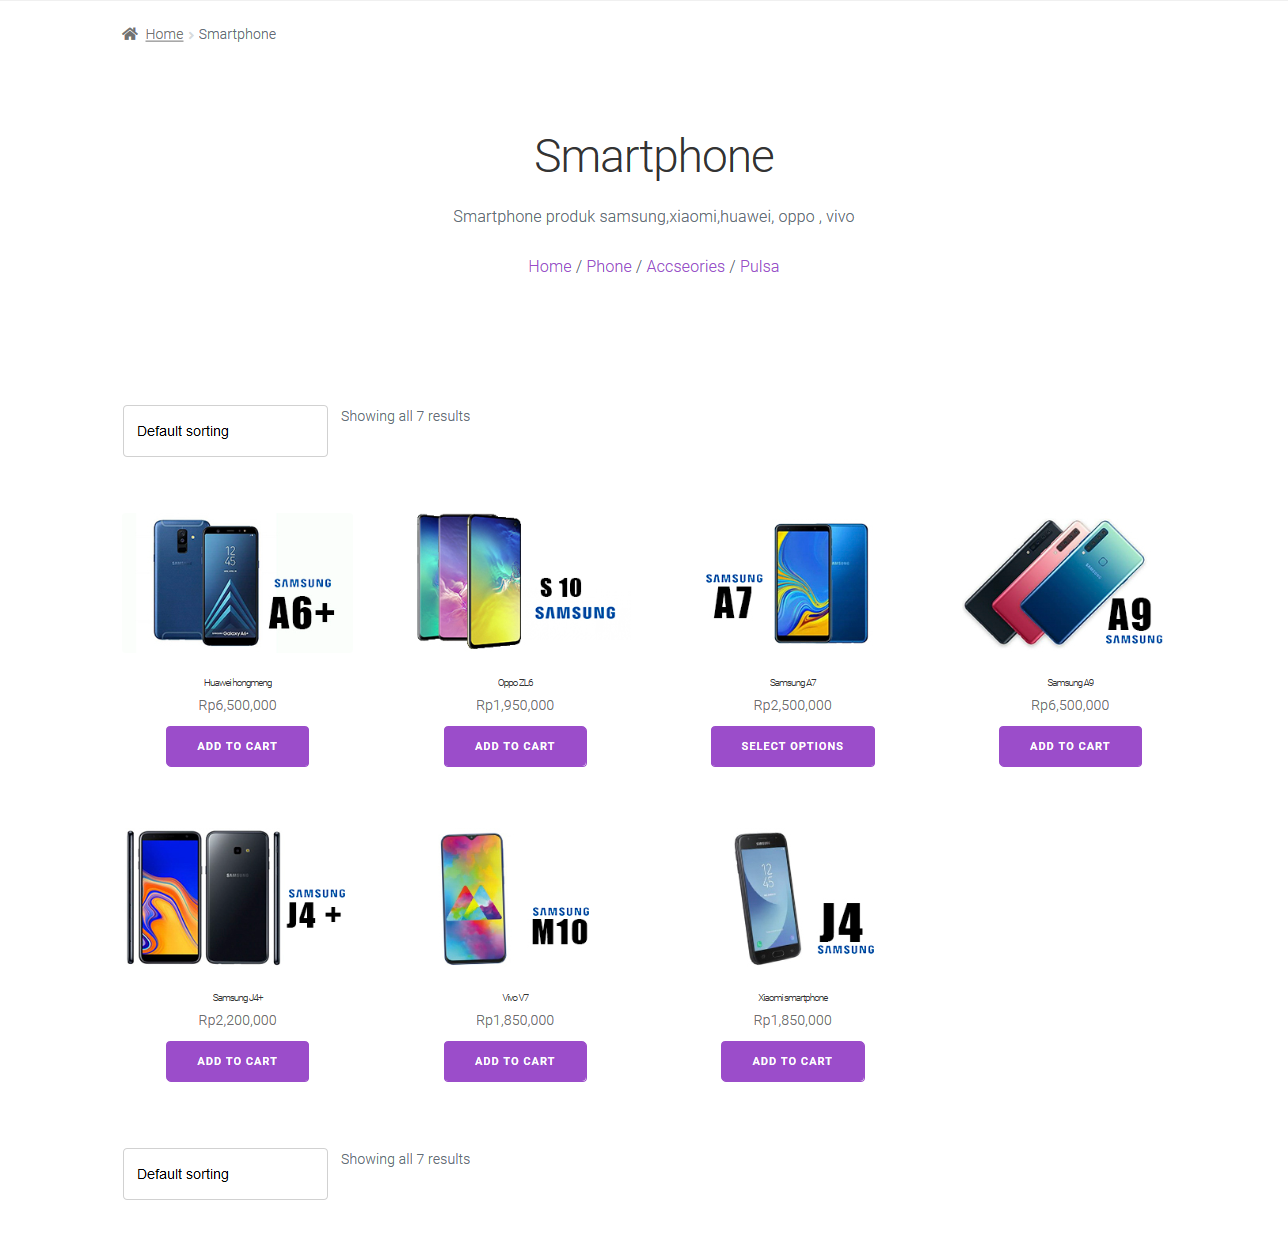 Home › Smartphone
Smartphone
Smartphone produk samsung,xiaomi,huawei, oppo , vivo
Home / Phone / Accseories / Pulsa
Default sorting
Showing all 7 results
SAMSUNG
A6+
S 10
SAMSUNG
SAMSUNG
A7
A9
SAMSUNG
Huawei hongmeng
Oppo ZL6
Samsung A7
Samsung A9
Rp6,500,000
Rp1,950,000
Rp2,500,000
Rp6,500,000
ADD TO CART
ADD TO CART
SELECT OPTIONS
ADD TO CART
SAMSUNG
J4 +
SAMSUNG
M10
J4
SAMSUNG
Samsung J4+
Vivo V7
Xiaomi smartphone
Rp2,200,000
Rp1,850,000
Rp1,850,000
ADD TO CART
ADD TO CART
ADD TO CART
Default sorting
Showing all 7 results